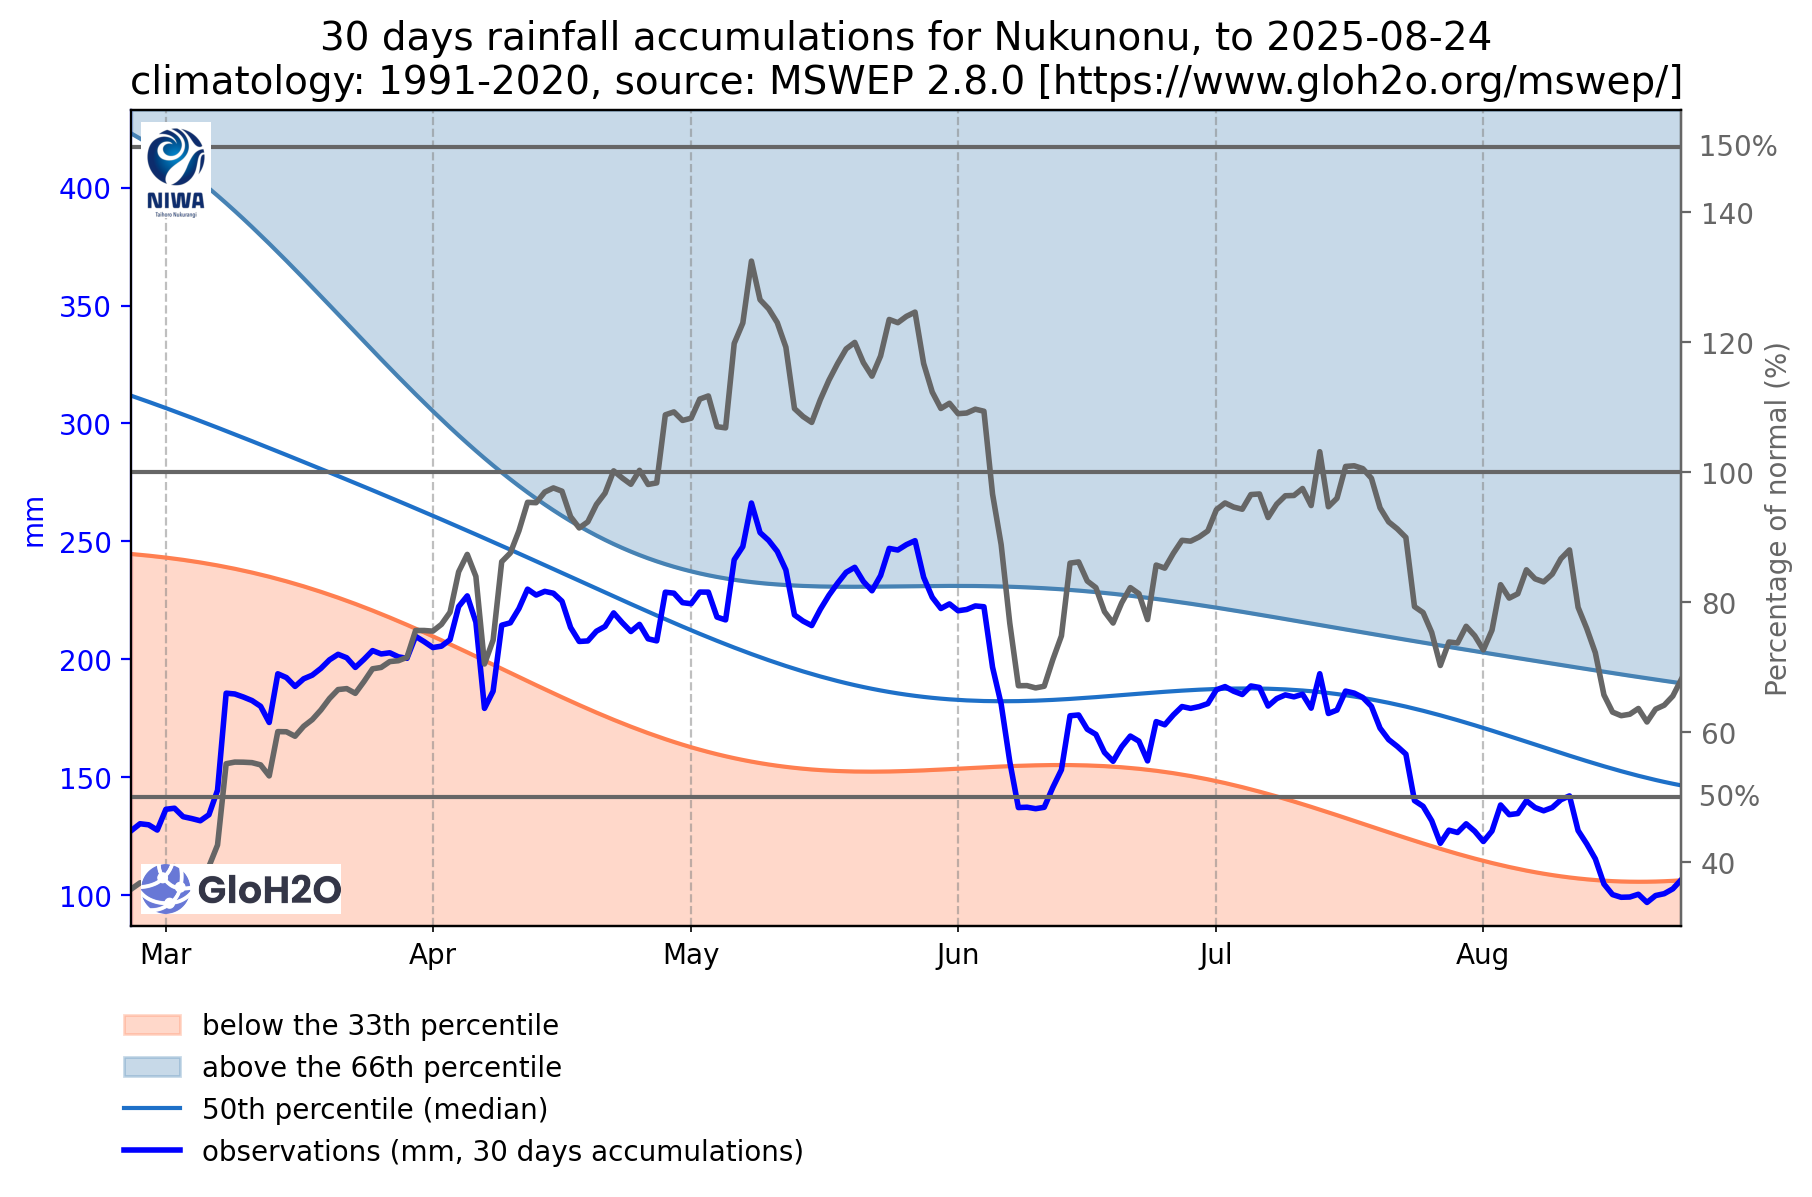 30 days rainfall accumulations for Nukunonu, to 2025-08-24
climatology: 1991-2020, source: MSWEP 2.8.0 [https://www.gloh2o.org/mswep/]
NIWA
Taihoro Nukurangi
400
350
300
250
200
150
100
mm
150%
140
120
100
80
60
50%
40
Percentage of normal (%)
GloH2O
Mar Apr May Jun Jul Aug
below the 33th percentile
above the 66th percentile
50th percentile (median)
observations (mm, 30 days accumulations)